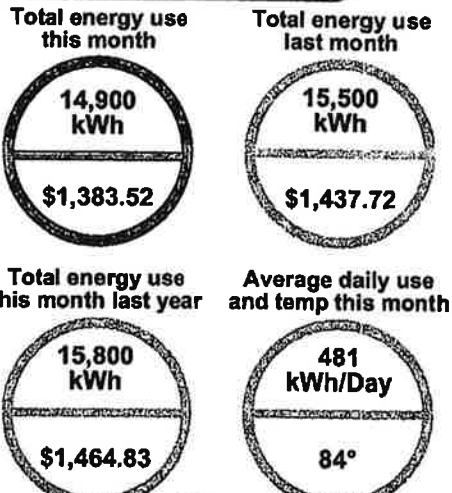 Total energy use
this month
14,900
kWh
$1,383.52
Total energy use
last month
15,500
kWh
$1,437.72
Total energy use
his month last year
15,800
kWh
$1,464.83
Average daily use
and temp this month
481
kWh/Day
84°